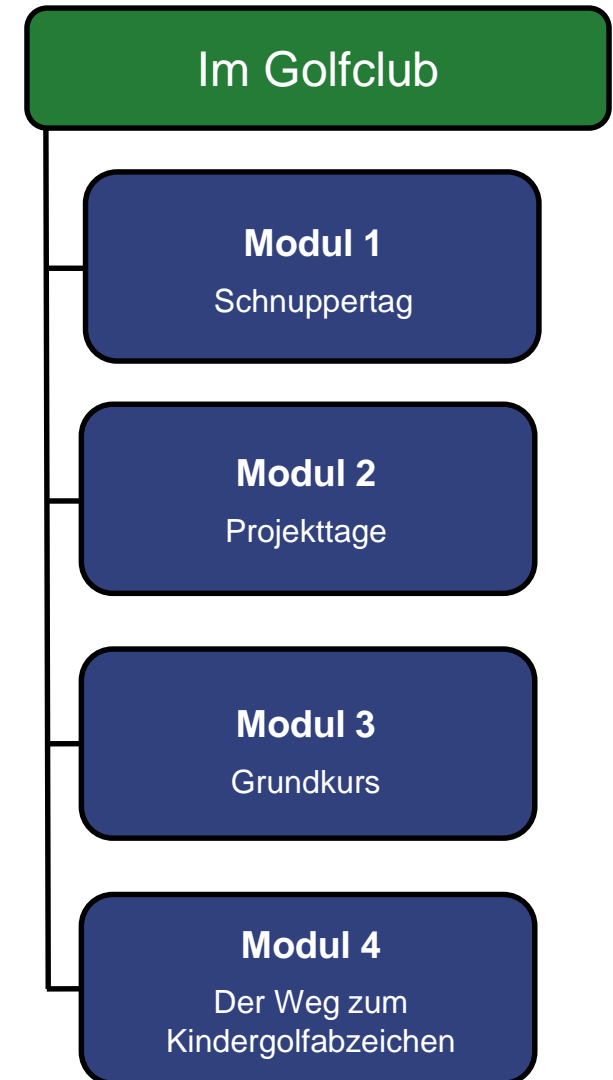 Im Golfclub
Modul 1
Schnuppertag
Modul 2
Projekttage
Modul 3
Grundkurs
Modul 4
Der Weg zum
Kindergolfabzeichen